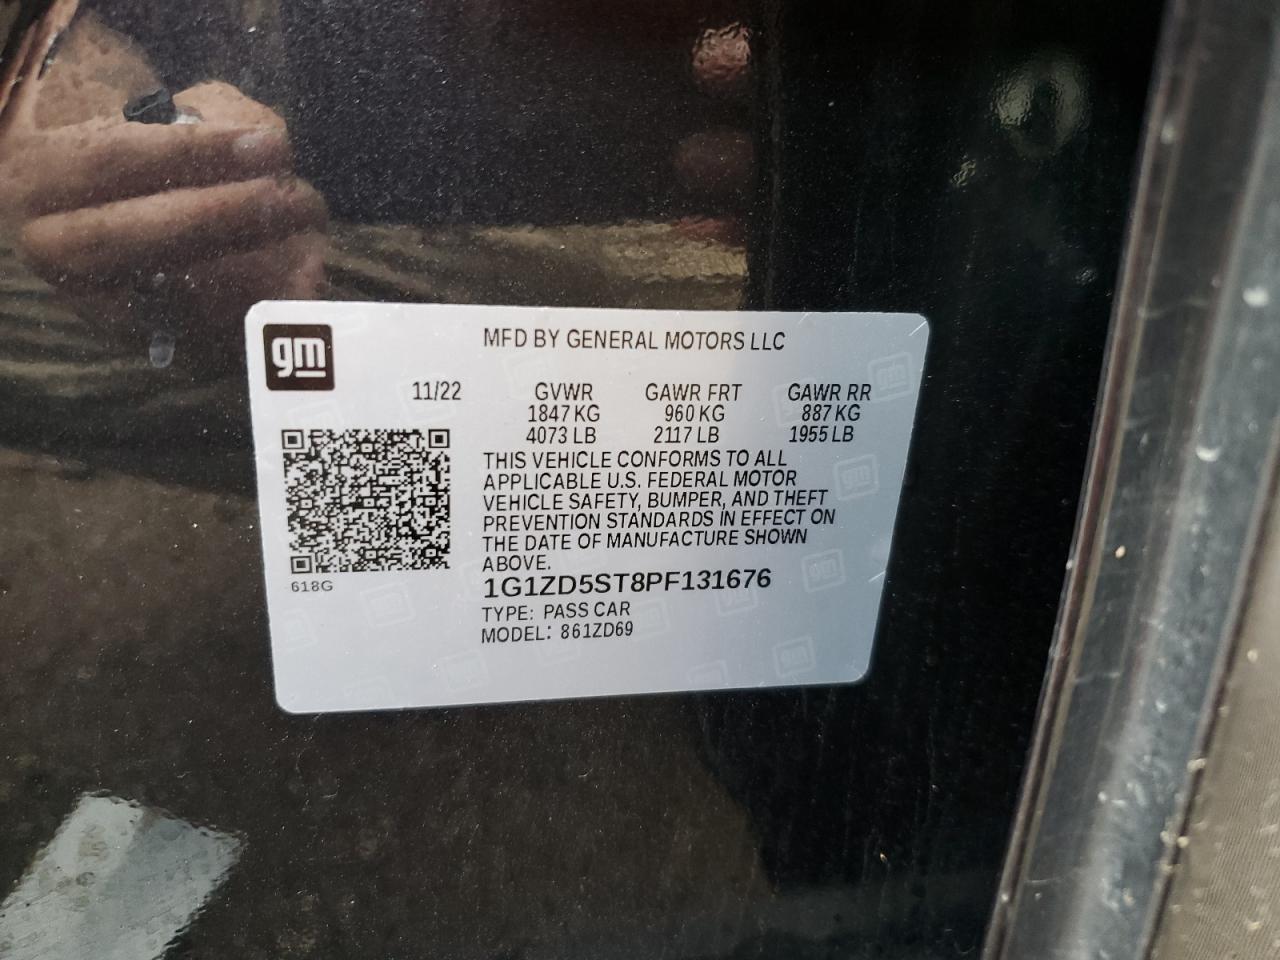 gm
MFD BY GENERAL MOTORS LLC
11/22 GVWR GAWR FRT GAWR RR
1847 KG 960 KG 887 KG
4073 LB 2117 LB 1955 LB
THIS VEHICLE CONFORMS TO ALL
APPLICABLE U.S. FEDERAL MOTOR
VEHICLE SAFETY, BUMPER, AND THEFT
PREVENTION STANDARDS IN EFFECT ON
THE DATE OF MANUFACTURE SHOWN
ABOVE.
618G
1G1ZD5ST8PF131676
TYPE: PASS CAR
MODEL: 861ZD69